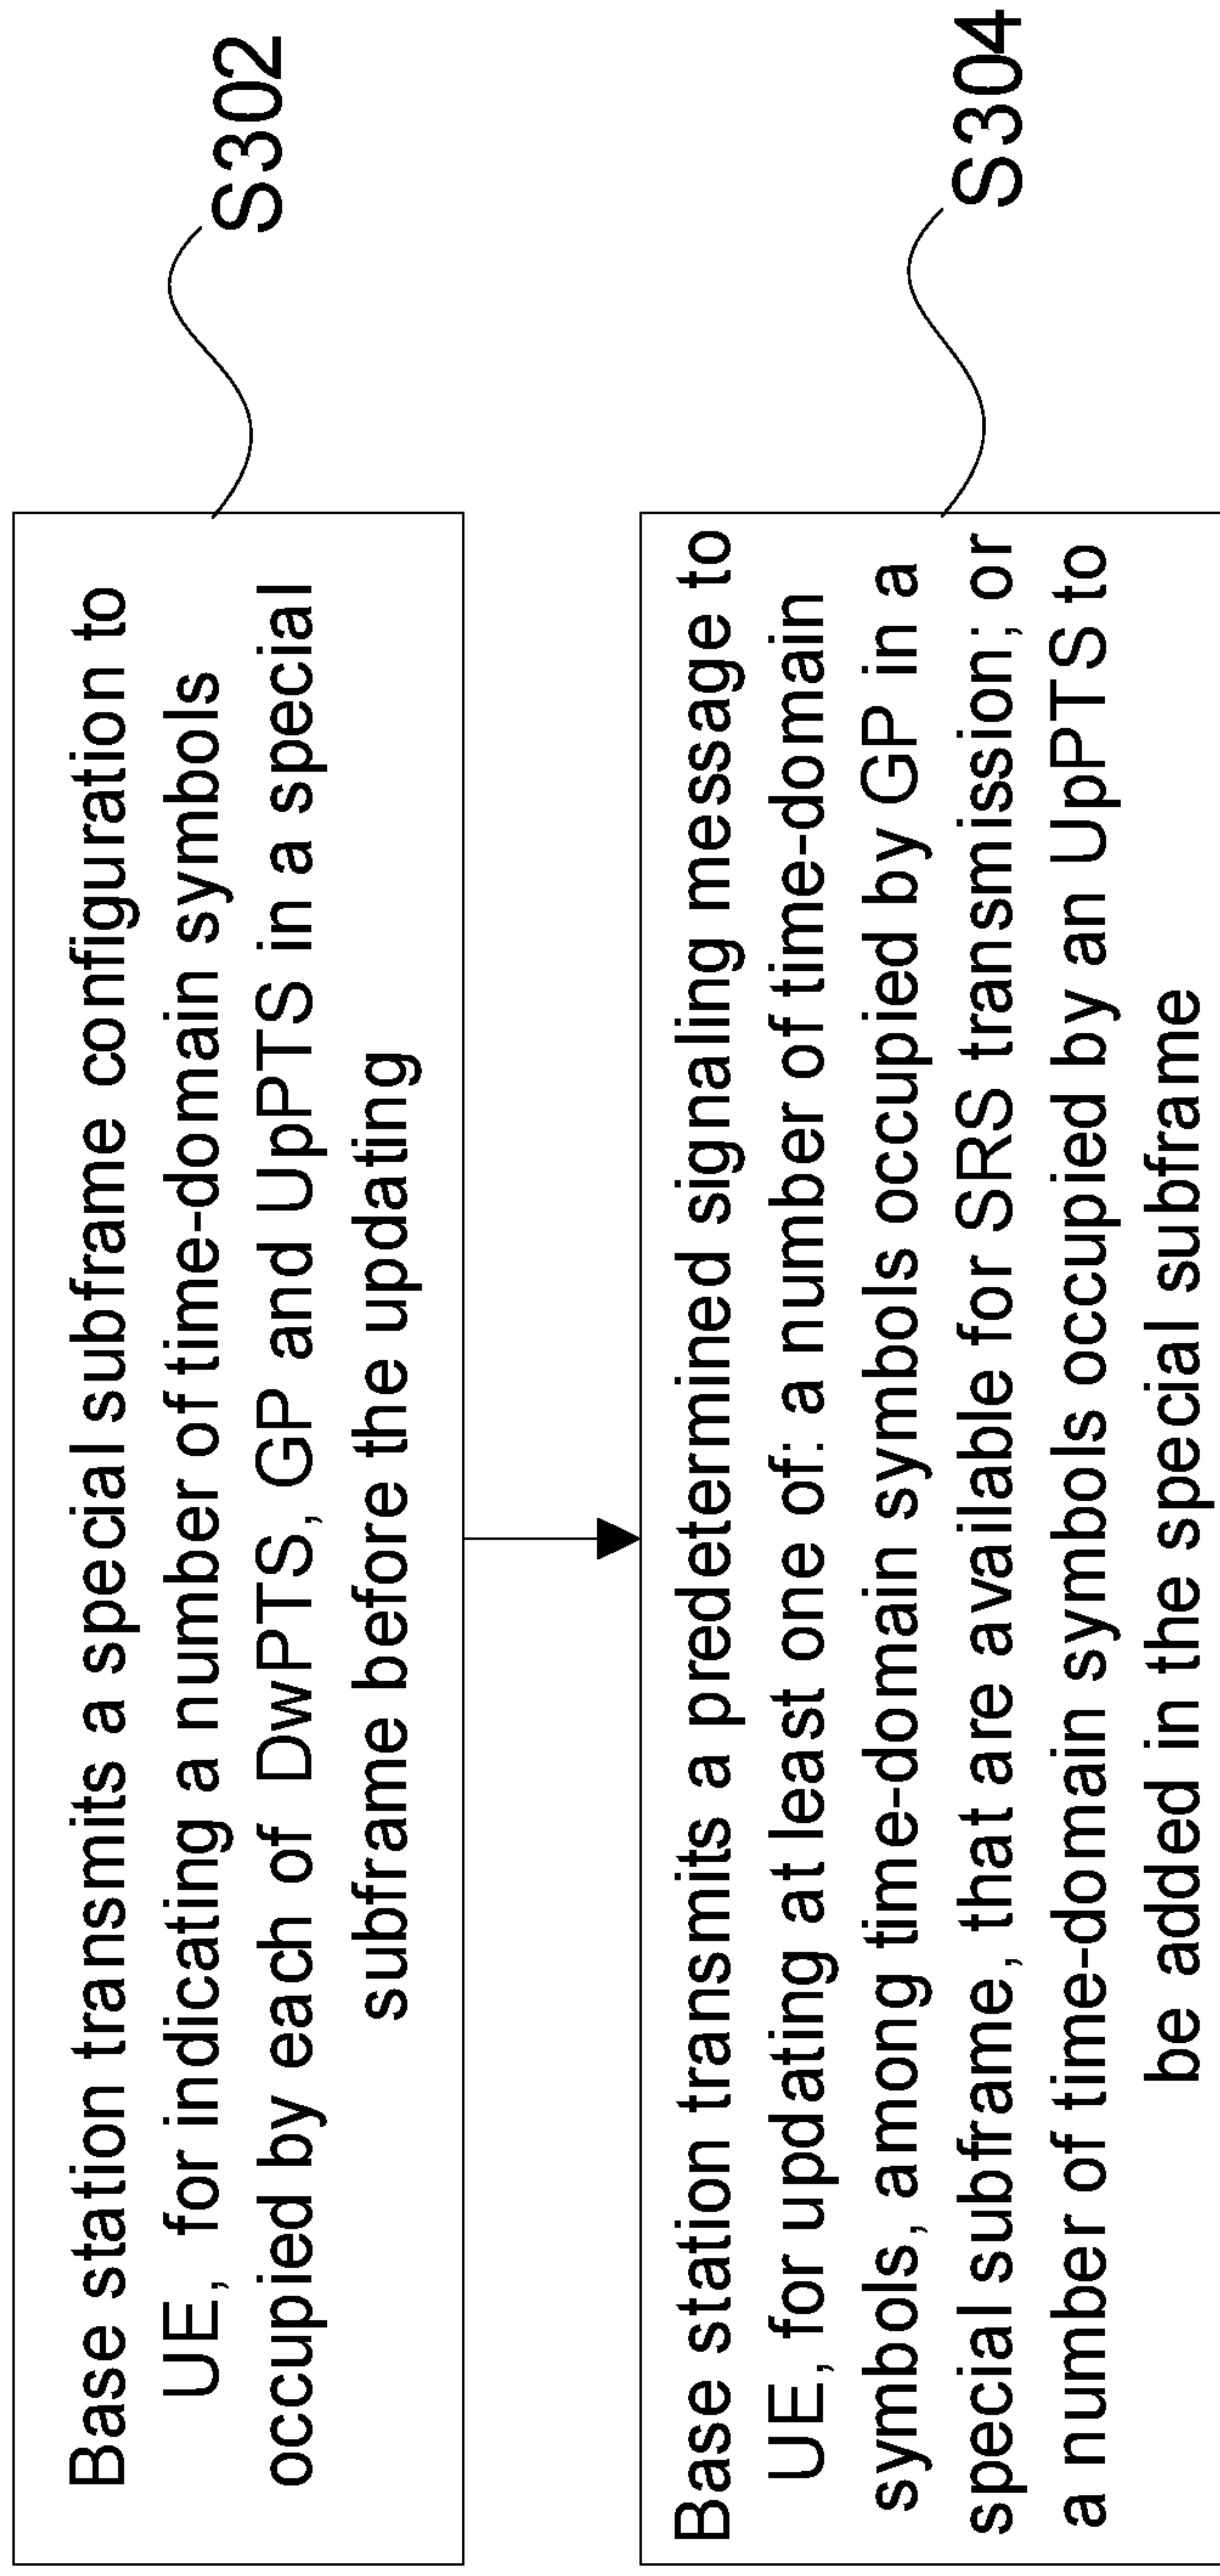 Base station transmits a special subframe configuration to
UE, for indicating a number of time-domain symbols
occupied by each of DwPTS, GP and UpPTS in a special
subframe before the updating
S302
Base station transmits a predetermined signaling message to
UE, for updating at least one of: a number of time-domain
symbols, among time-domain symbols occupied by GP in a
special subframe, that are available for SRS transmission; or
a number of time-domain symbols occupied by an UpPTS to
be added in the special subframe
S304